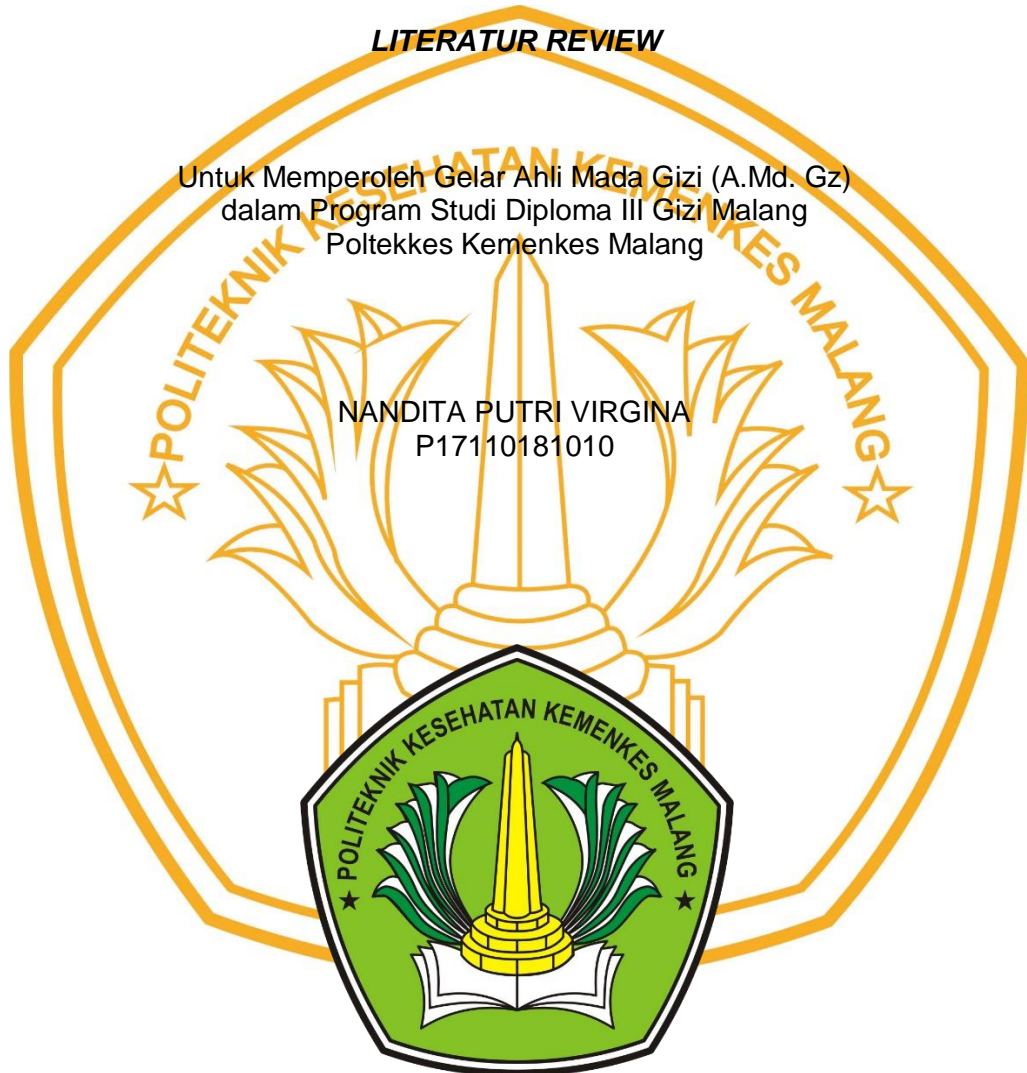 LITERATUR REVIEW
Untuk Memperoleh Gelar Ahli Mada Gizi (A.Md. Gz)
dalam Program Studi Diploma III Gizi Malang
Poltekkes Kemenkes Malang
POLITEKNIK KESEHATAN KEMENKES MALANG
NANDITA PUTRI VIRGINA
P17110181010
POLITEKNIK KESEHATAN KEMENKES MALANG